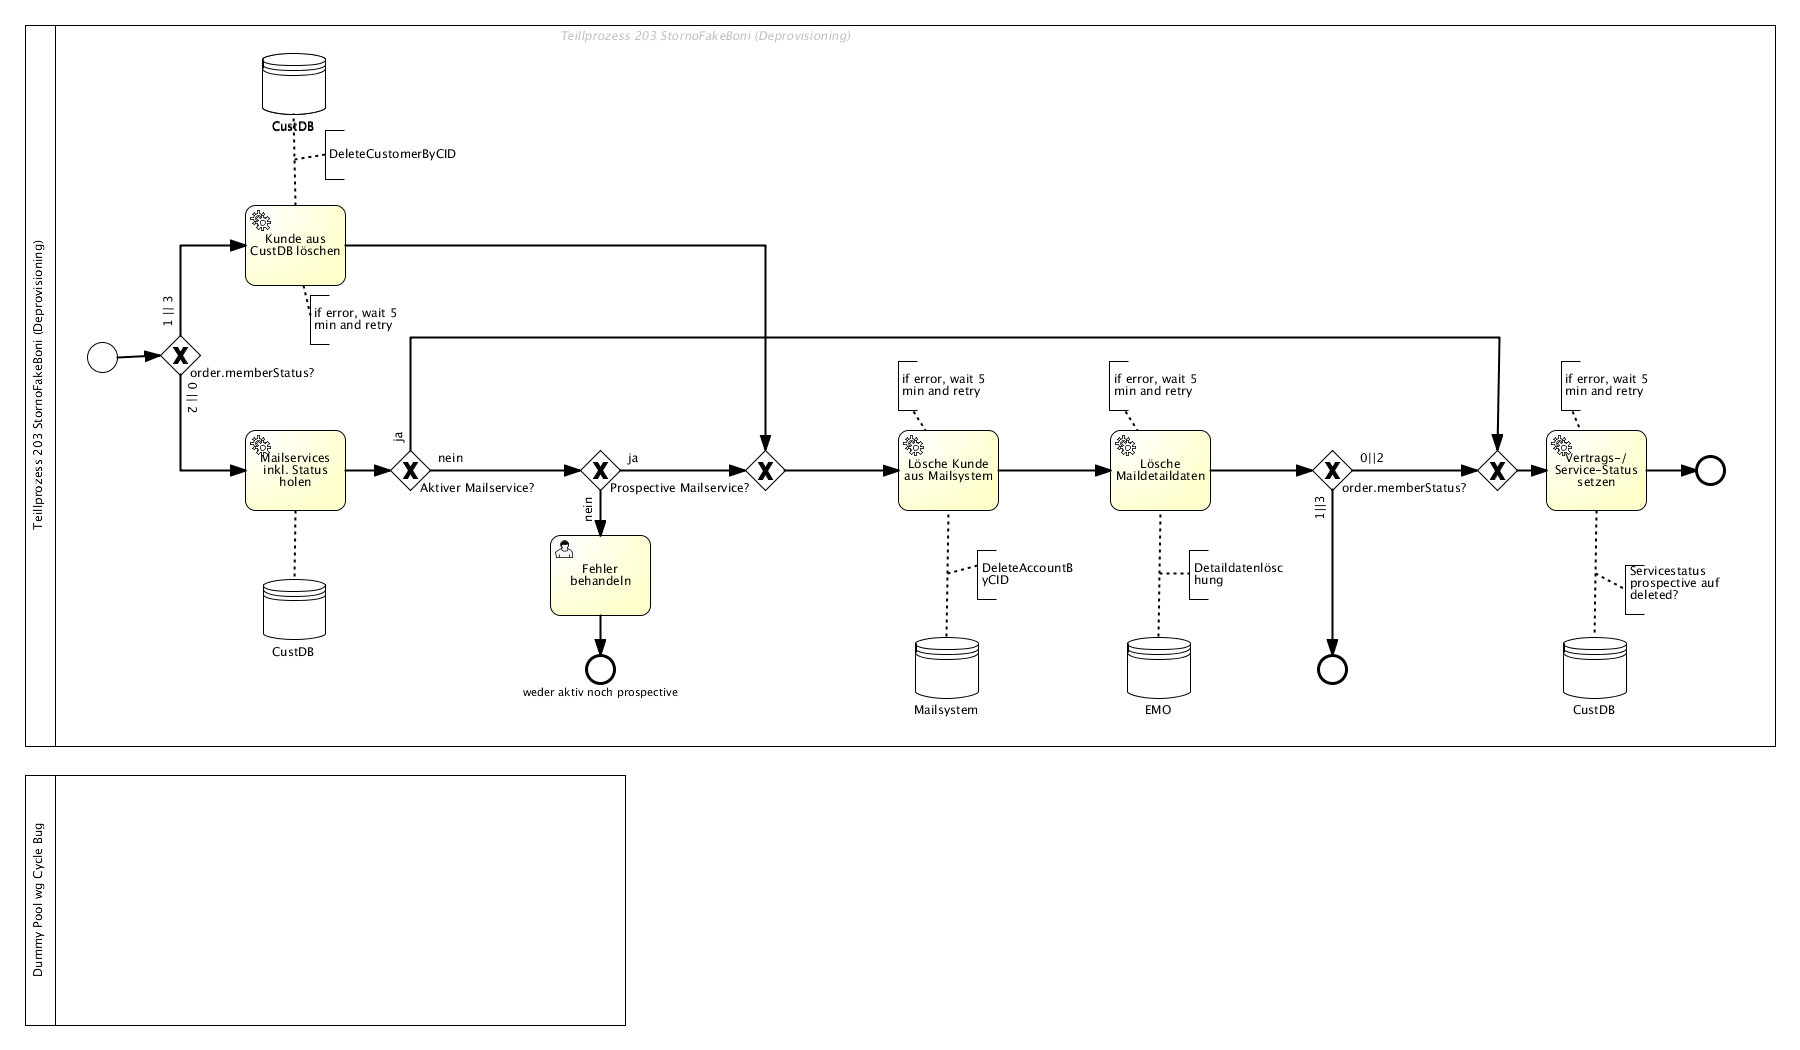 Teillprozess 203 StornoFakeBoni (Deprovisioning)
Teillprozess 203 StornoFakeBoni (Deprovisioning)
CustDB
DeleteCustomerByCID
Kunde aus
CustDB löschen
if error, wait 5
min and retry
1 || 3
order.memberStatus?
0 || 2
Mailservices
inkl. Status
holen
CustDB
ja
nein
Aktiver Mailservice?
ja
Prospective Mailservice?
nein
Fehler
behandeln
weder aktiv noch prospective
if error, wait 5
min and retry
Lösche Kunde
aus Mailsystem
DeleteAccountB
yCID
Mailsystem
if error, wait 5
min and retry
Lösche
Maildetaildaten
Detaildatenlösc
hung
EMO
0||2
order.memberStatus?
1||3
if error, wait 5
min and retry
Vertrags-/
Service-Status
setzen
Servicestatus
prospective auf
deleted?
CustDB
Dummy Pool wg Cycle Bug